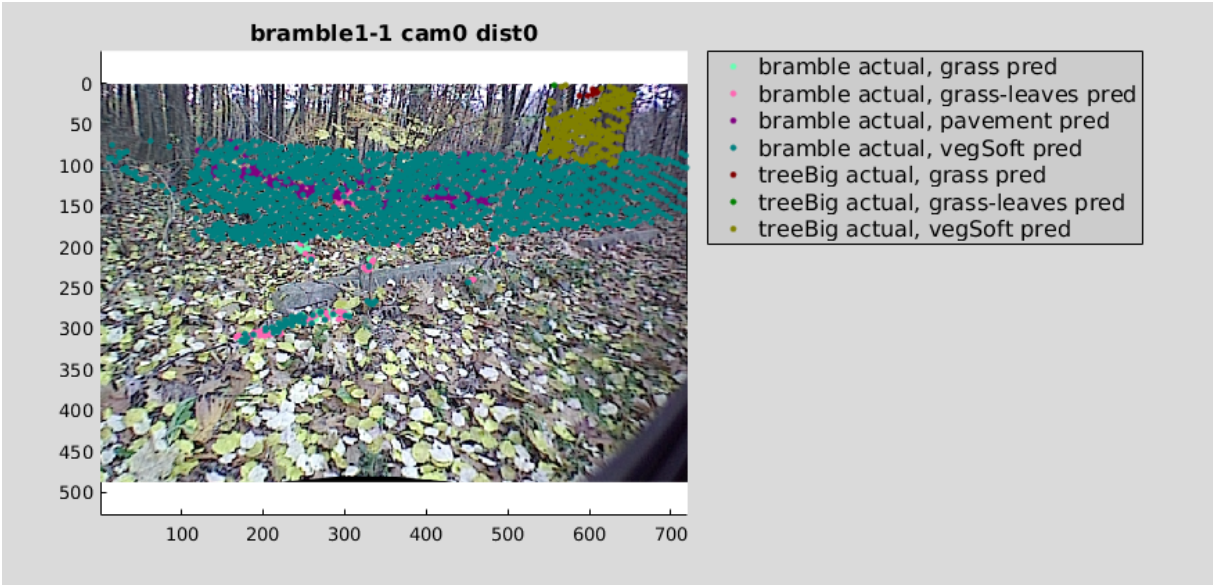 bramble1-1 cam0 dist0
0
50
100
150
200
250
300
350
400
450
500
100 200 300 400 500 600 700
bramble actual, grass pred
bramble actual, grass-leaves pred
bramble actual, pavement pred
bramble actual, vegSoft pred
treeBig actual, grass pred
treeBig actual, grass-leaves pred
treeBig actual, vegSoft pred